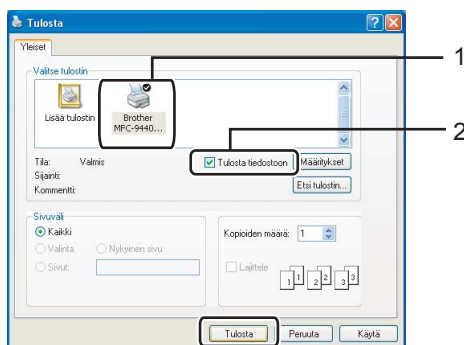 Tulosta
Yleiset
Valitse tulostin
Lisää tulostin
Brother
MFC-9440...
1
2
Tila: Valmis
Sijainti:
Kommentti:
Tulosta tiedostoon
Määritykset
Etsi tulostin...
Sivuväli
Kaikki
Valinta Nykyinen sivu
Sivut:
Kopioiden määrä: 1
Lajittele
1 1 2 2 3 3
Tulosta Peruuta Käytä